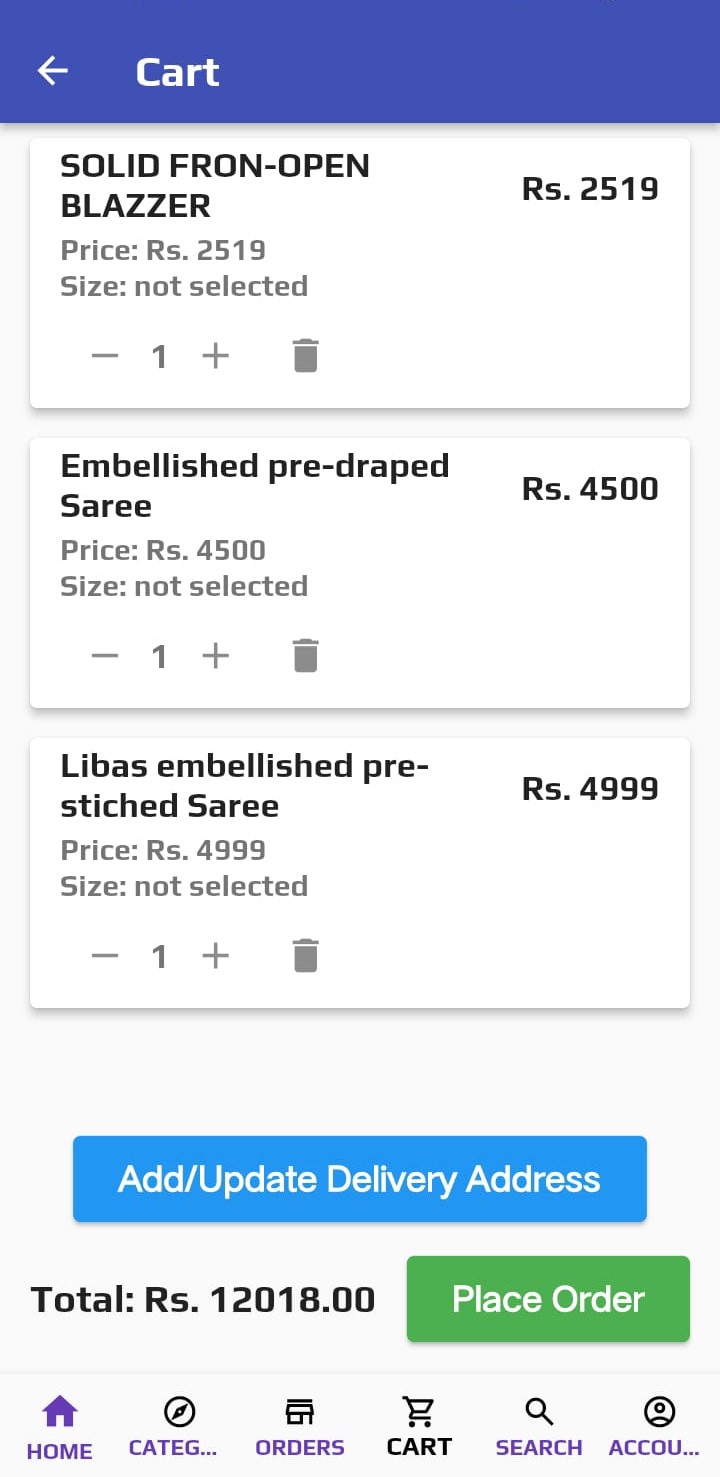 Cart
SOLID FRON-OPEN
BLAZZER
Rs. 2519
Price: Rs. 2519
Size: not selected
1
Embellished pre-draped
Saree
Rs. 4500
Price: Rs. 4500
Size: not selected
1
Libas embellished pre-
stiched Saree
Rs. 4999
Price: Rs. 4999
Size: not selected
1
Add/Update Delivery Address
Total: Rs. 12018.00
Place Order
HOME
CATEG...
ORDERS
CART
SEARCH
ACCOU...